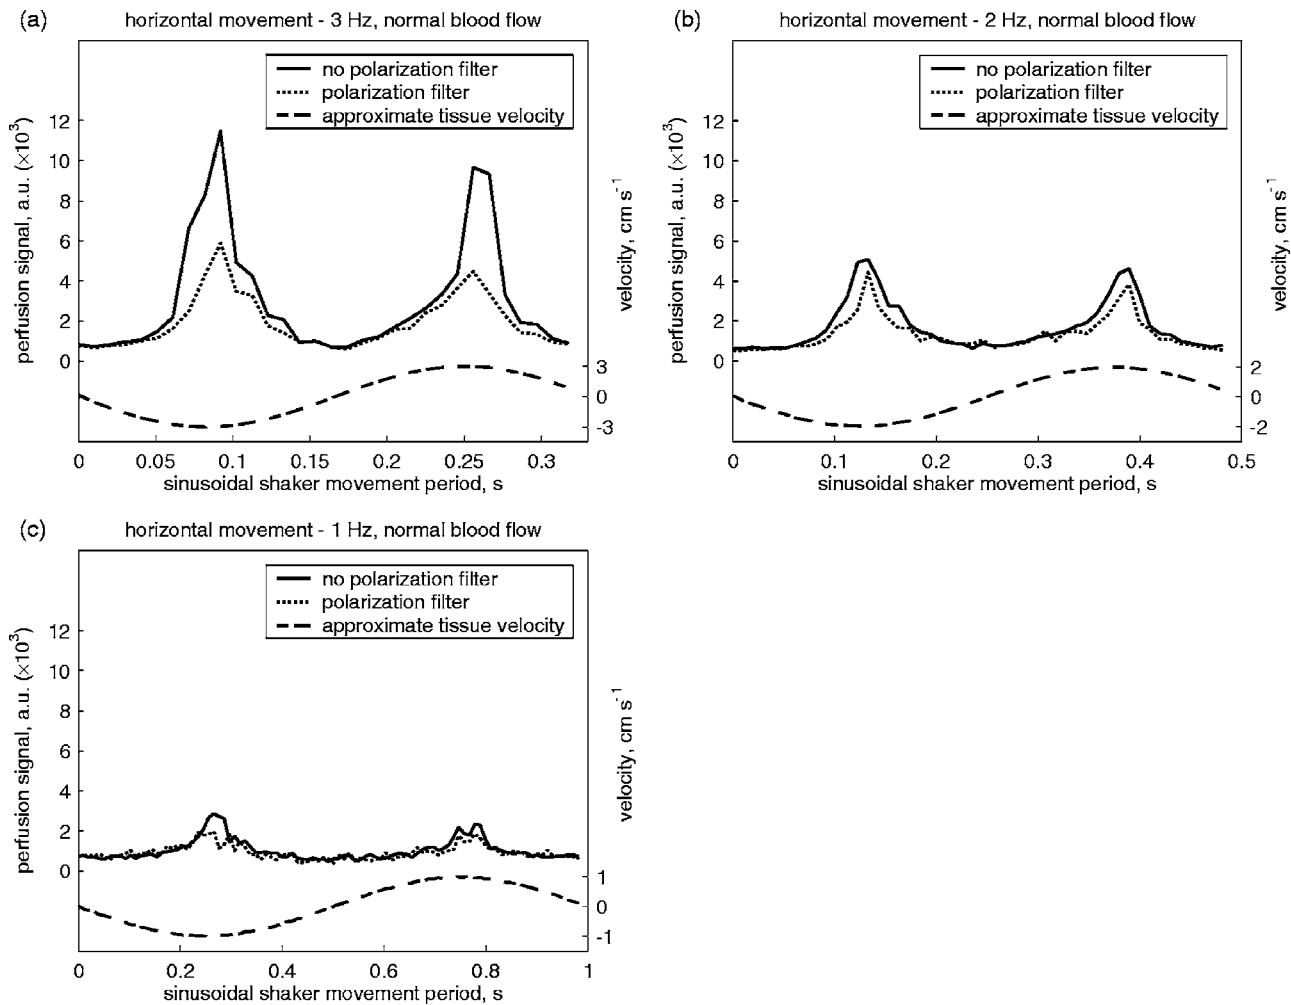 (a)
horizontal movement - 3 Hz, normal blood flow
no polarization filter
polarization filter
approximate tissue velocity
perfusion signal, a.u. (×10³)
12
10
8
6
4
2
0
velocity, cm s⁻¹
3
0
−3
0
0.05
0.1
0.15
0.2
0.25
0.3
sinusoidal shaker movement period, s
(b)
horizontal movement - 2 Hz, normal blood flow
no polarization filter
polarization filter
approximate tissue velocity
perfusion signal, a.u. (×10³)
12
10
8
6
4
2
0
velocity, cm s⁻¹
2
0
−2
0
0.1
0.2
0.3
0.4
0.5
sinusoidal shaker movement period, s
(c)
horizontal movement - 1 Hz, normal blood flow
no polarization filter
polarization filter
approximate tissue velocity
perfusion signal, a.u. (×10³)
12
10
8
6
4
2
0
velocity, cm s⁻¹
1
0
−1
0
0.2
0.4
0.6
0.8
1
sinusoidal shaker movement period, s